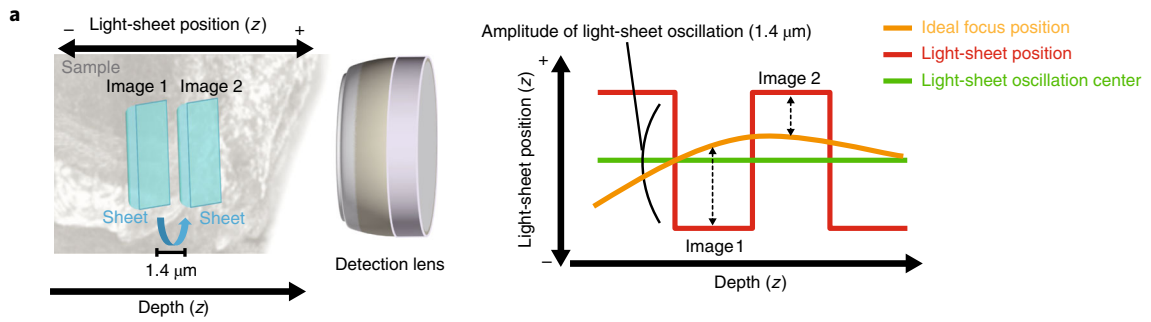 a
Light-sheet position (z)
− +
Sample
Image 1 Image 2
Sheet Sheet
1.4 μm
Depth (z)
Detection lens
Amplitude of light-sheet oscillation (1.4 μm)
+
Light-sheet position (z)
−
Image 2
Image 1
Depth (z)
Ideal focus position
Light-sheet position
Light-sheet oscillation center